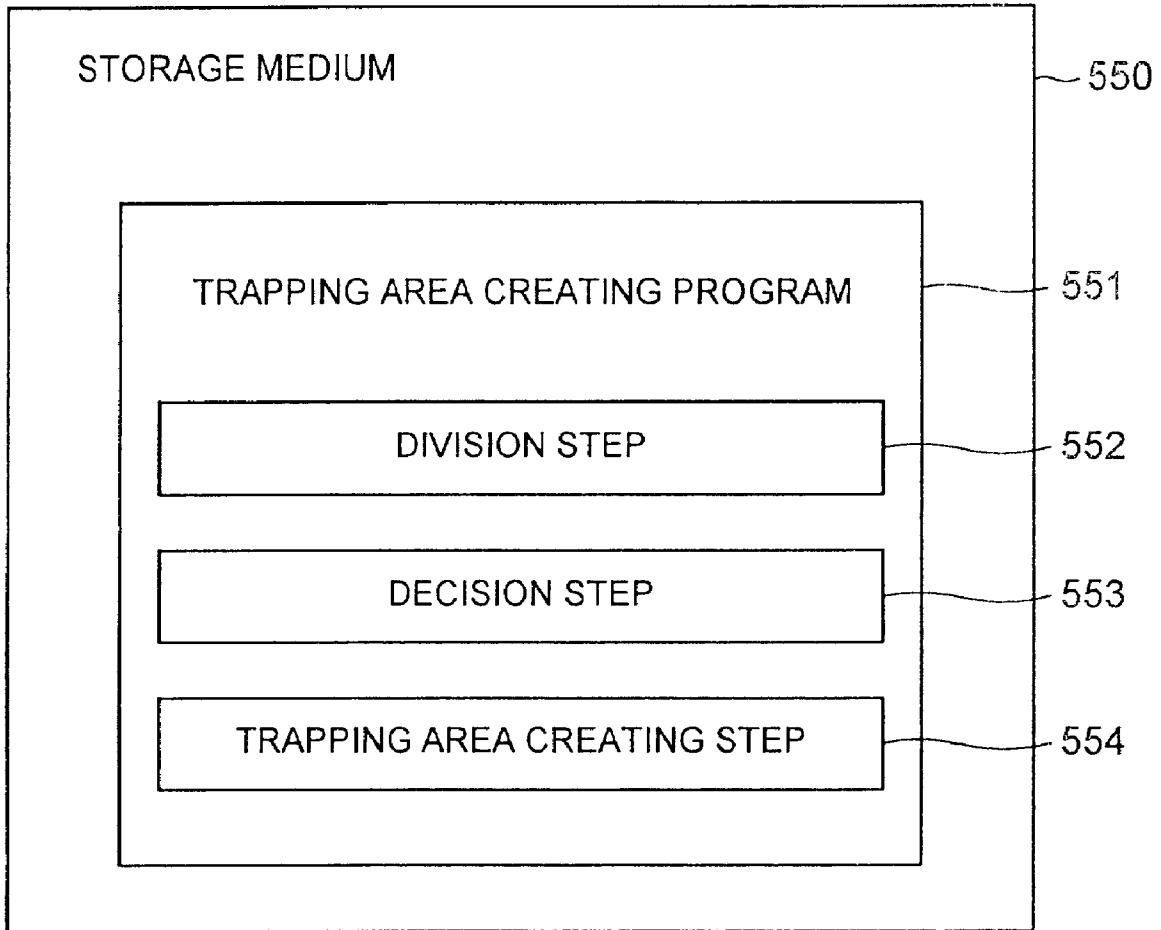 STORAGE MEDIUM
550
TRAPPING AREA CREATING PROGRAM
551
DIVISION STEP
552
DECISION STEP
553
TRAPPING AREA CREATING STEP
554